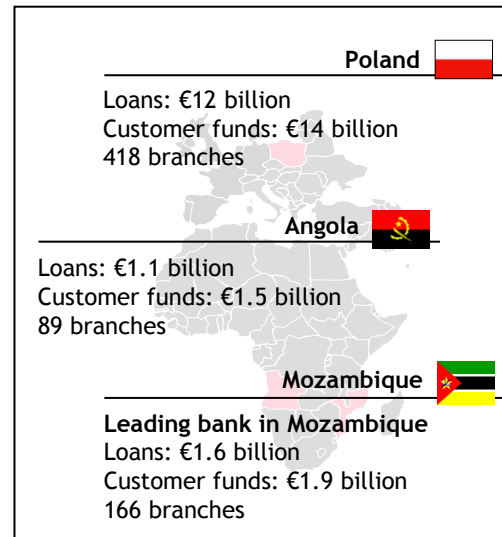 Poland
Loans: €12 billion
Customer funds: €14 billion
418 branches
Angola
Loans: €1.1 billion
Customer funds: €1.5 billion
89 branches
Mozambique
Leading bank in Mozambique
Loans: €1.6 billion
Customer funds: €1.9 billion
166 branches